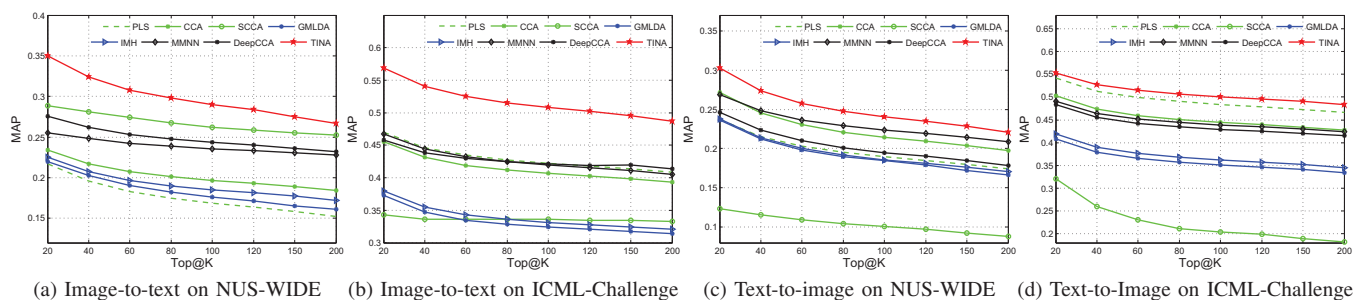 PLS CCA SCCA GMLDA
IMH MMNN DeepCCA TINA
0.35
0.3
0.25
0.2
0.15
MAP
20 40 60 80 100 120 150 200
Top@K
(a) Image-to-text on NUS-WIDE
PLS CCA SCCA GMLDA
IMH MMNN DeepCCA TINA
0.6
0.55
0.5
0.45
0.4
0.35
0.3
MAP
20 40 60 80 100 120 150 200
Top@K
(b) Image-to-text on ICML-Challenge
PLS CCA SCCA GMLDA
IMH MMNN DeepCCA TINA
0.35
0.3
0.25
0.2
0.15
0.1
MAP
20 40 60 80 100 120 150 200
Top@K
(c) Text-to-image on NUS-WIDE
PLS CCA SCCA GMLDA
IMH MMNN DeepCCA TINA
0.65
0.6
0.55
0.5
0.45
0.4
0.35
0.3
0.25
0.2
MAP
20 40 60 80 100 120 150 200
Top@K
(d) Text-to-Image on ICML-Challenge